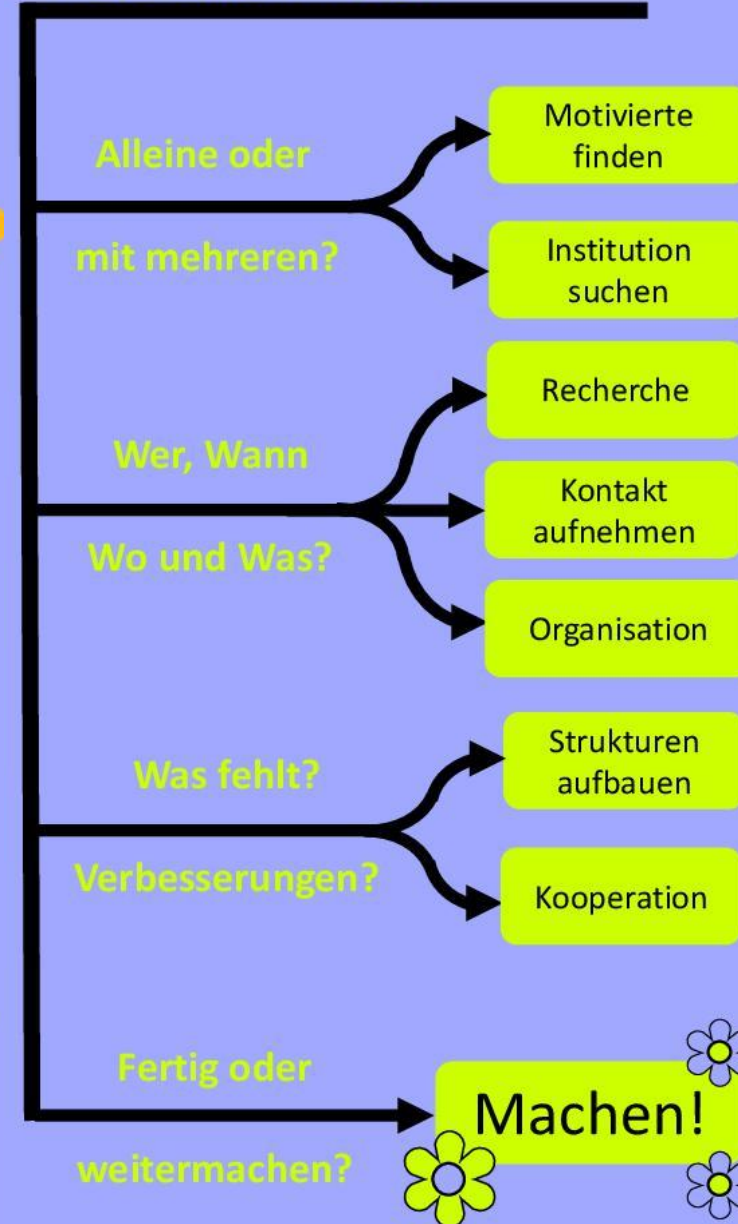 Alleine oder
mit mehreren?
Motivierte
finden
Institution
suchen
Wer, Wann
Wo und Was?
Recherche
Kontakt
aufnehmen
Organisation
Was fehlt?
Verbesserungen?
Strukturen
aufbauen
Kooperation
Fertig oder
weitermachen?
Machen!